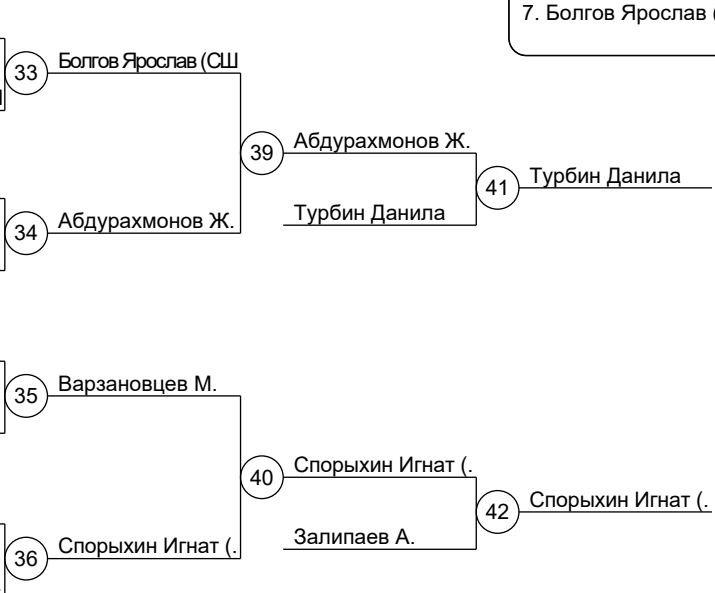 7. Болгов Ярослав (
33
Болгов Ярослав (СШ
39
Абдурахмонов Ж.
41
Турбин Данила
Турбин Данила
34
Абдурахмонов Ж.
35
Варзановцев М.
40
Спорыхин Игнат (.
42
Спорыхин Игнат (.
Залипаев А.
36
Спорыхин Игнат (.